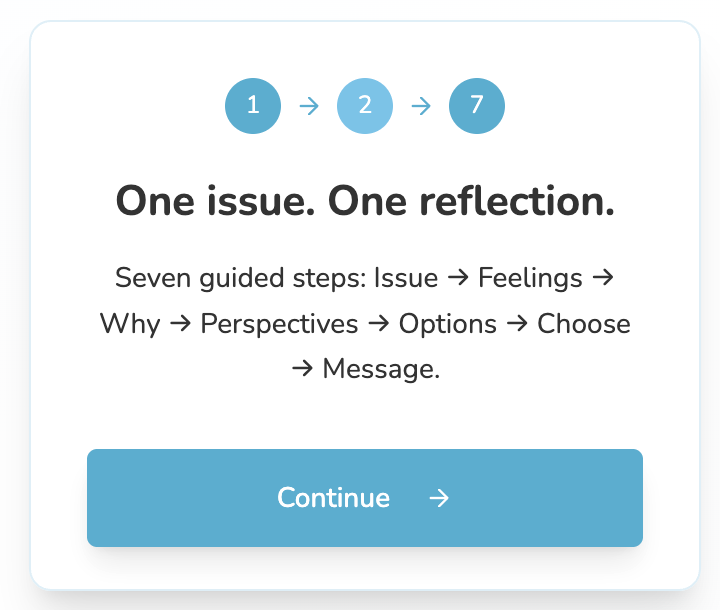 1 → 2 → 7
One issue. One reflection.
Seven guided steps: Issue → Feelings →
Why → Perspectives → Options → Choose
→ Message.
Continue →